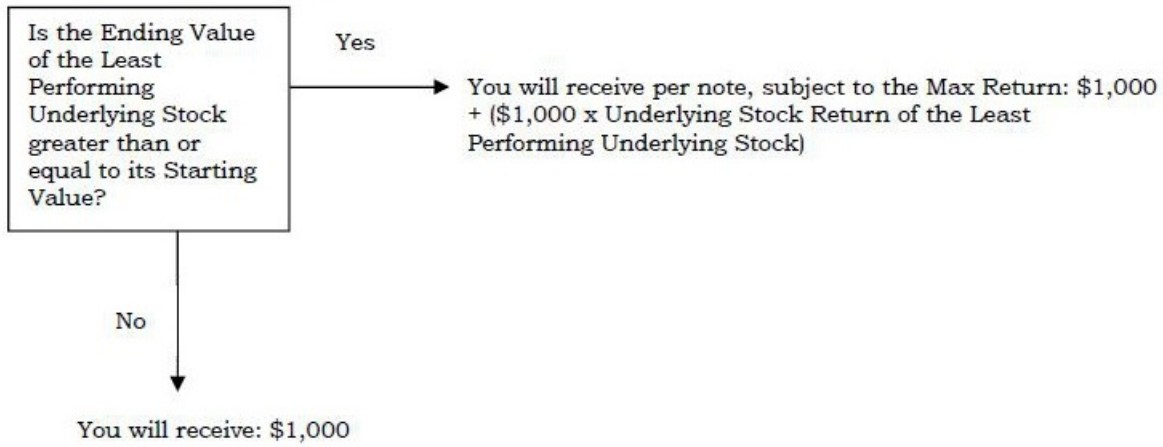 Is the Ending Value
of the Least
Performing
Underlying Stock
greater than or
equal to its Starting
Value?
Yes
You will receive per note, subject to the Max Return: $1,000
+ ($1,000 x Underlying Stock Return of the Least
Performing Underlying Stock)
No
You will receive: $1,000